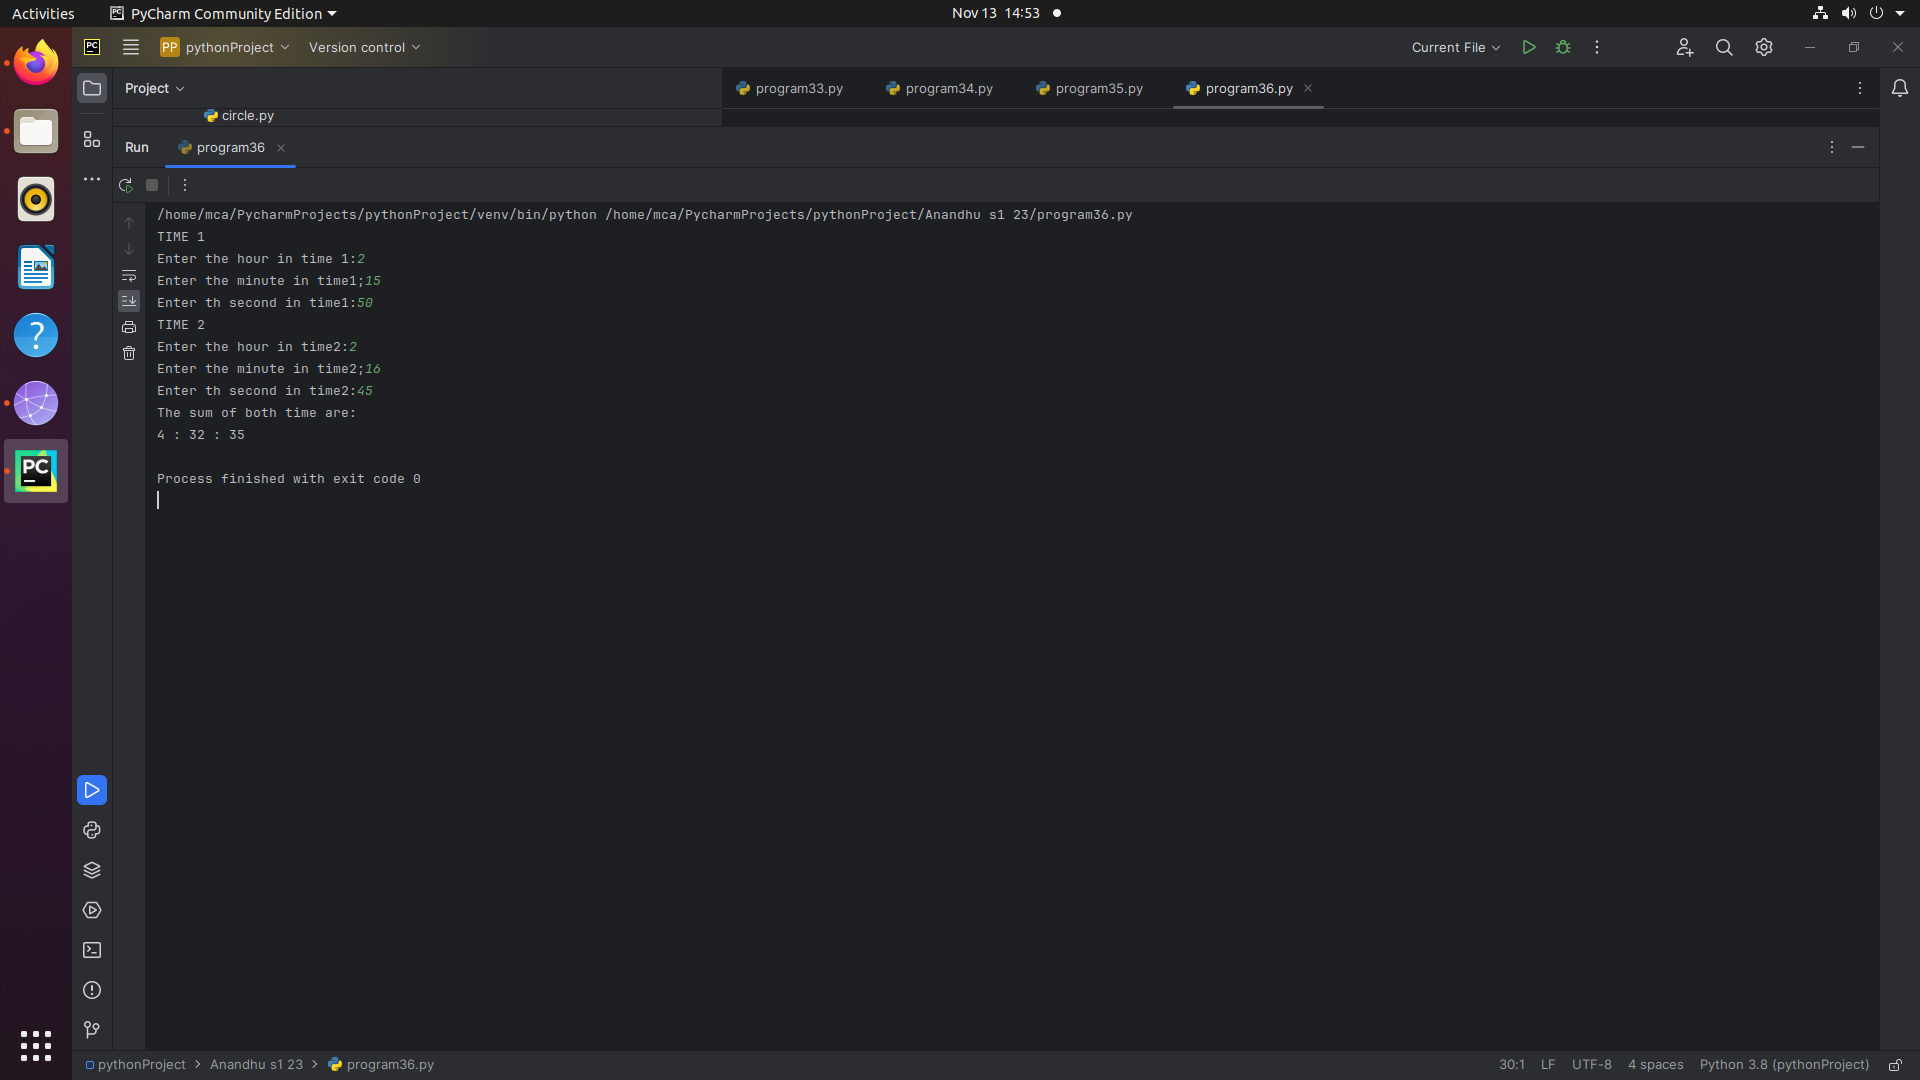 Activities PyCharm Community Edition Nov 13 14:53
PC PP pythonProject Version control Current File
Project program33.py program34.py program35.py program36.py
circle.py
Run program36
/home/mca/PycharmProjects/pythonProject/venv/bin/python /home/mca/PycharmProjects/pythonProject/Anandhu s1 23/program36.py
TIME 1
Enter the hour in time 1:2
Enter the minute in time1;15
Enter th second in time1:50
TIME 2
Enter the hour in time2:2
Enter the minute in time2;16
Enter th second in time2:45
The sum of both time are:
4 : 32 : 35
Process finished with exit code 0
PC
pythonProject > Anandhu s1 23 > program36.py 30:1 LF UTF-8 4 spaces Python 3.8 (pythonProject)